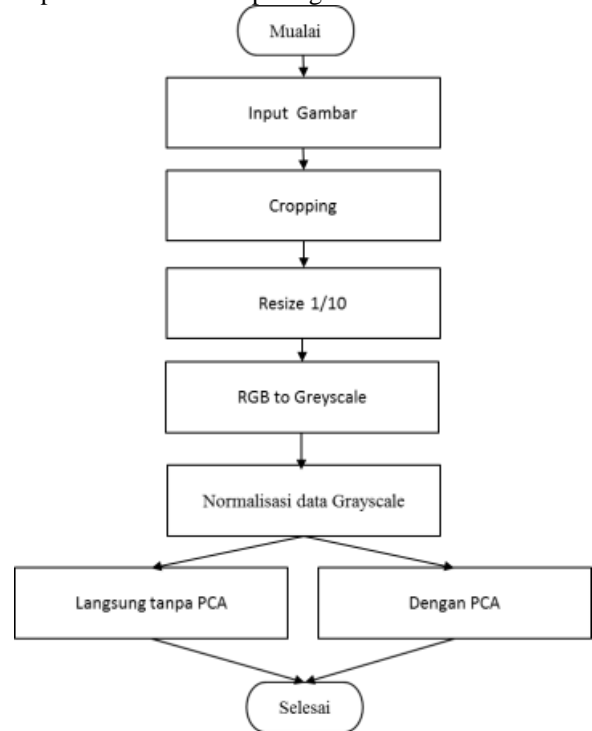 Mualai
Input Gambar
Cropping
Resize 1/10
RGB to Greyscale
Normalisasi data Grayscale
Langsung tanpa PCA
Dengan PCA
Selesai